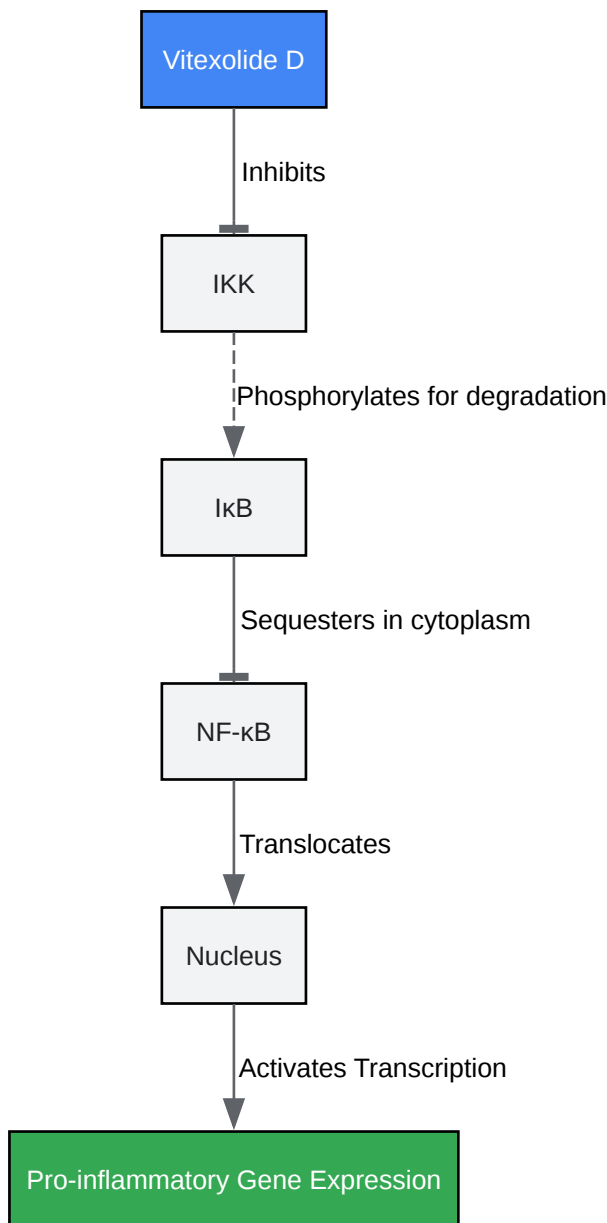 Vitexolide D
Inhibits
IKK
Phosphorylates for degradation
IκB
Sequesters in cytoplasm
NF-κB
Translocates
Nucleus
Activates Transcription
Pro-inflammatory Gene Expression